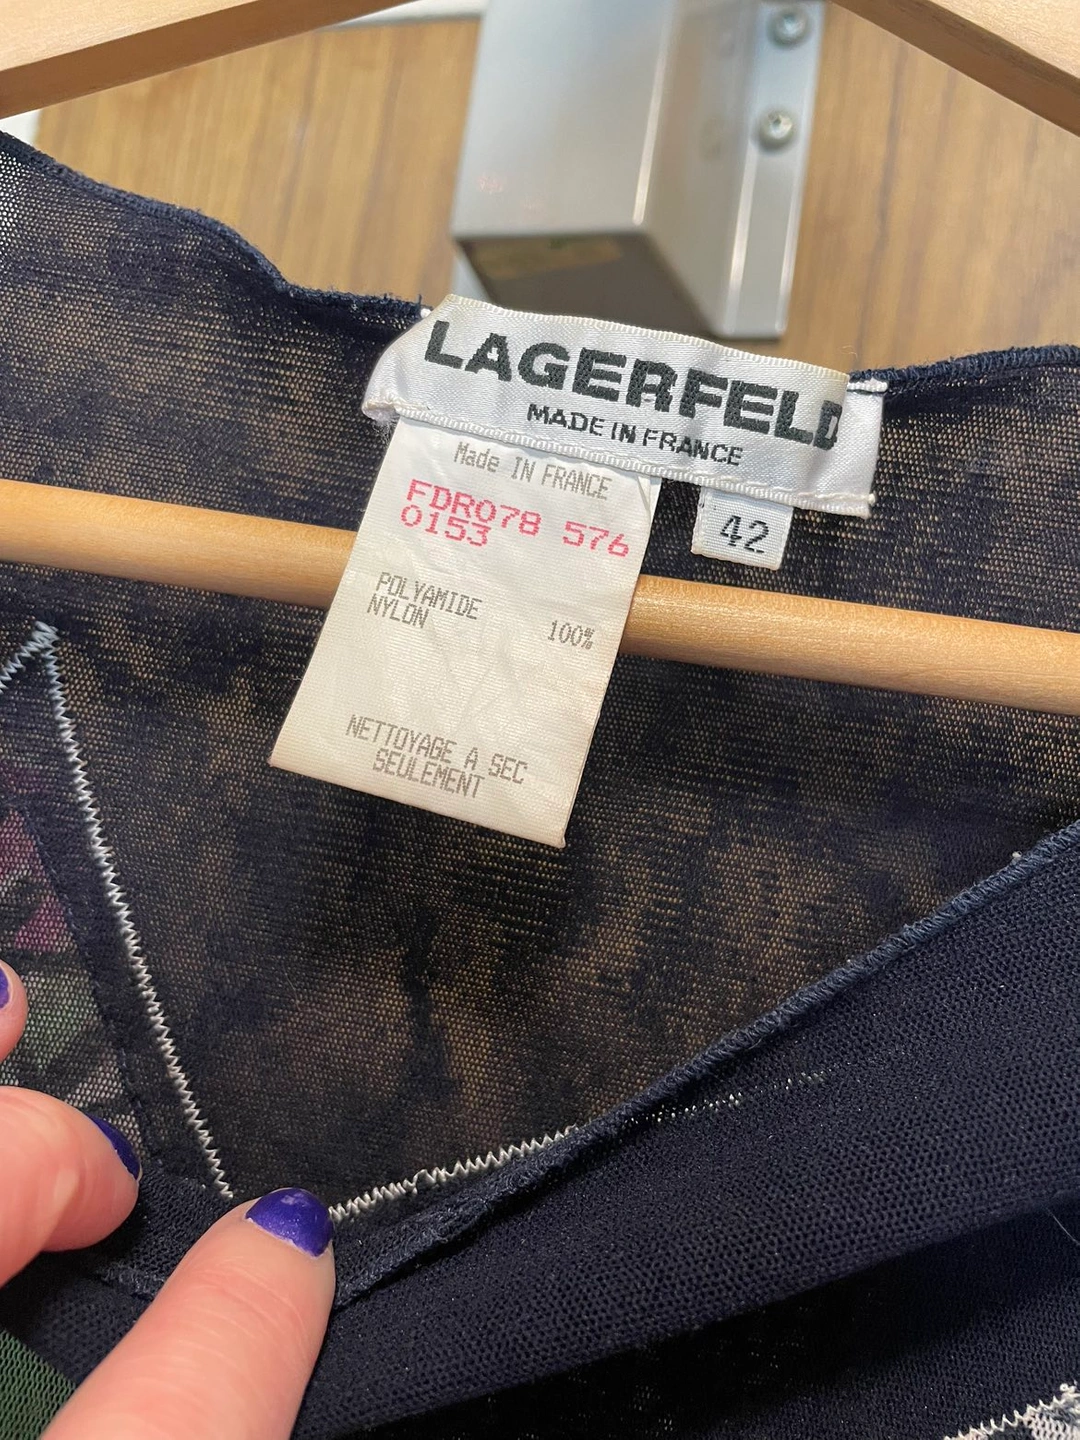 LAGERFELD
MADE IN FRANCE
Made IN FRANCE
FDR078 576
0153
42
POLYAMIDE
NYLON 100%
NETTOYAGE A SEC
SEULEMENT